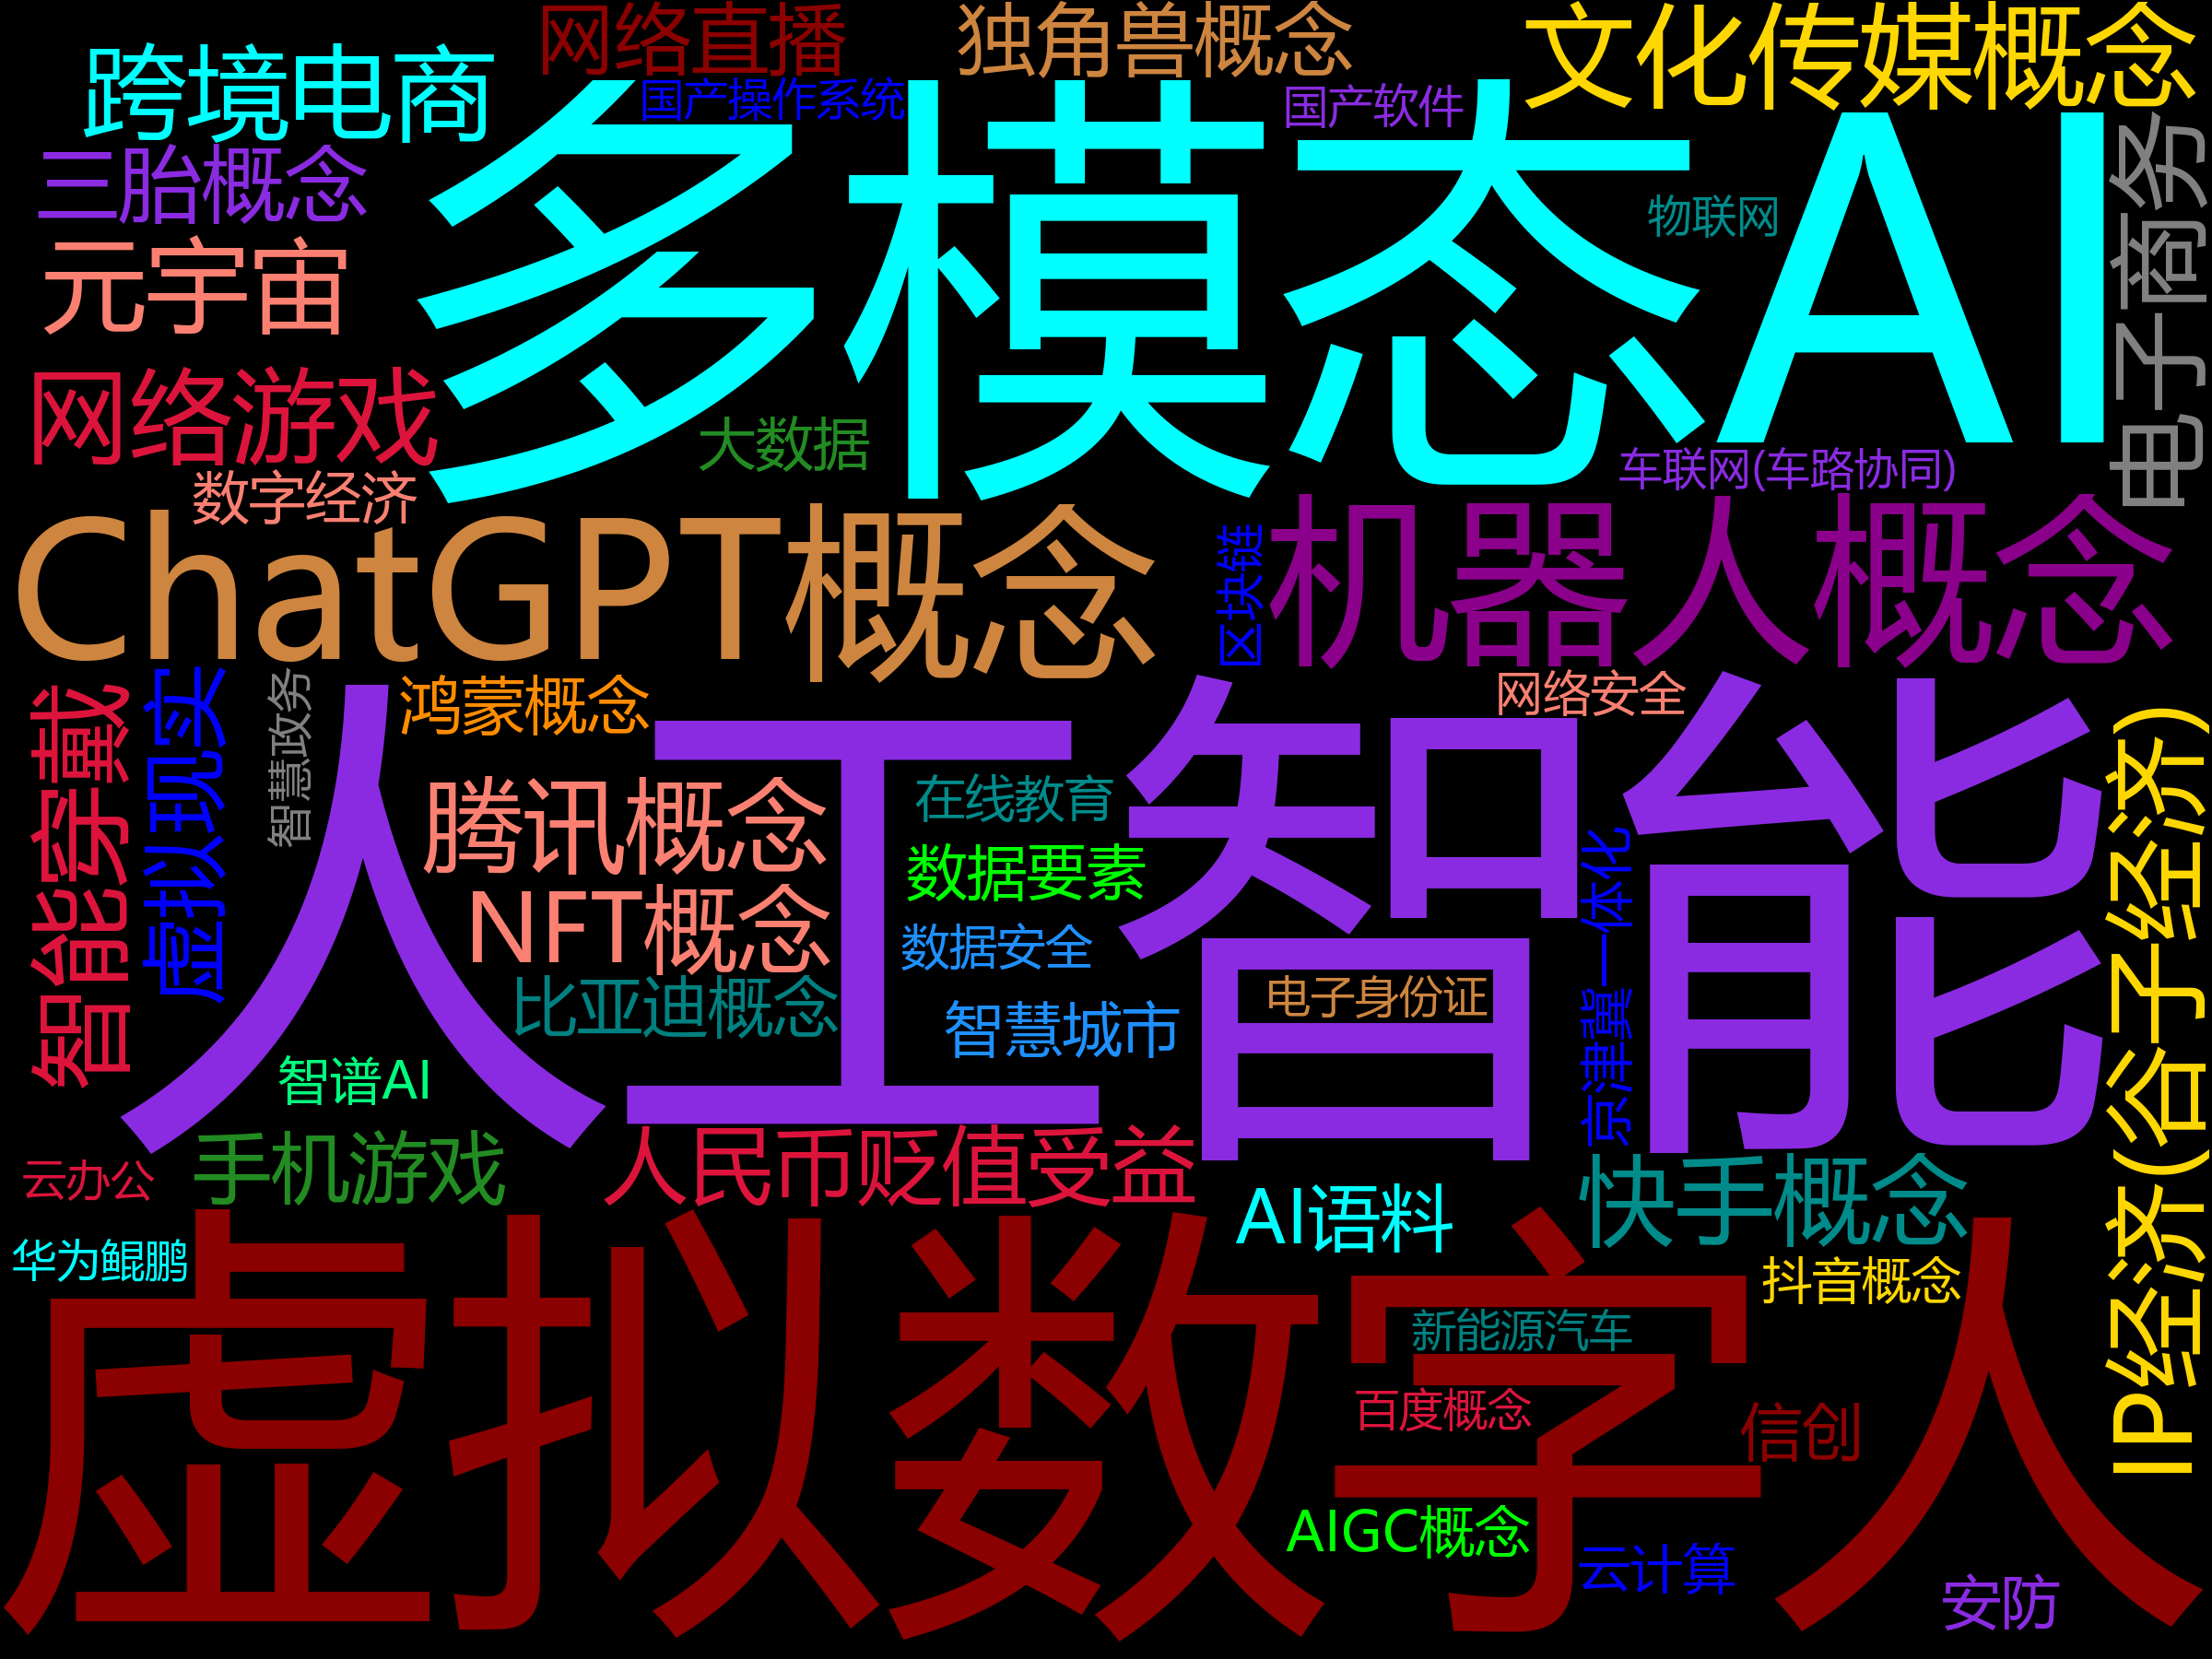 网络直播
独角兽概念
文化传媒概念
跨境电商
国产操作系统
国产软件
三胎概念
多模态AI
物联网
电子商务
元宇宙
网络游戏
大数据
车联网(车路协同)
数字经济
ChatGPT概念
区块链
机器人概念
智能穿戴
虚拟现实
智慧政务
鸿蒙概念
网络安全
人工智能
腾讯概念
在线教育
数据要素
NFT概念
数据安全
比亚迪概念
智慧城市
电子身份证
京津冀一体化
IP经济(谷子经济)
智谱AI
云办公
手机游戏
人民币贬值受益
AI语料
快手概念
华为鲲鹏
抖音概念
虚拟数字人
新能源汽车
百度概念
信创
AIGC概念
云计算
安防